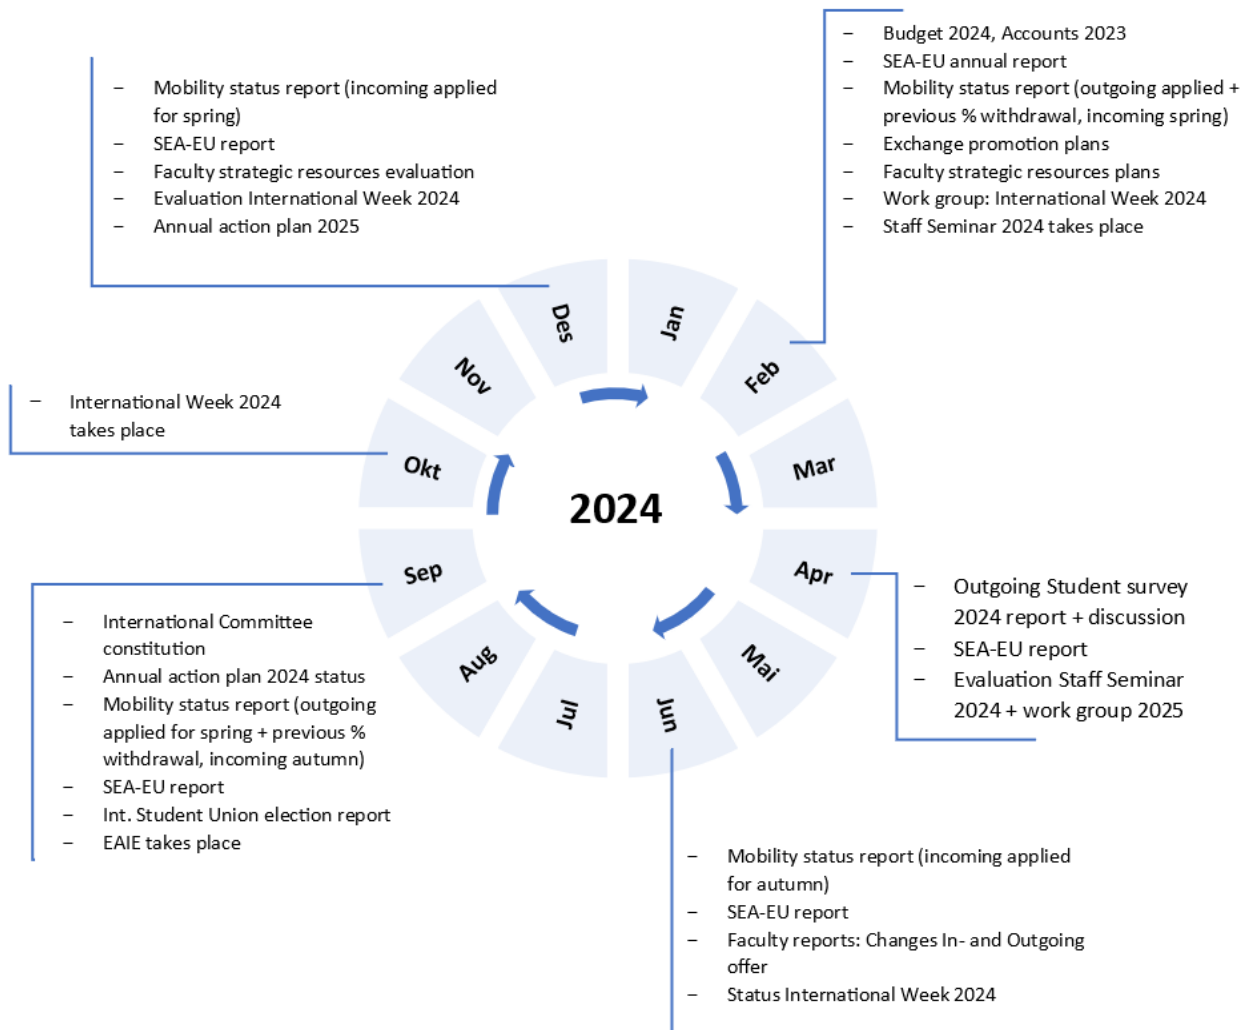 – Budget 2024, Accounts 2023
– SEA-EU annual report
– Mobility status report (outgoing applied +
previous % withdrawal, incoming spring)
– Exchange promotion plans
– Faculty strategic resources plans
– Work group: International Week 2024
– Staff Seminar 2024 takes place
– Mobility status report (incoming applied
for spring)
– SEA-EU report
– Faculty strategic resources evaluation
– Evaluation International Week 2024
– Annual action plan 2025
Des
Jan
Nov
Feb
– International Week 2024
takes place
Okt
Mar
2024
Sep
Apr
Aug
Mai
Jul
Jun
– Outgoing Student survey
2024 report + discussion
– SEA-EU report
– Evaluation Staff Seminar
2024 + work group 2025
– International Committee
constitution
– Annual action plan 2024 status
– Mobility status report (outgoing
applied for spring + previous %
withdrawal, incoming autumn)
– SEA-EU report
– Int. Student Union election report
– EAIE takes place
– Mobility status report (incoming applied
for autumn)
– SEA-EU report
– Faculty reports: Changes In- and Outgoing
offer
– Status International Week 2024